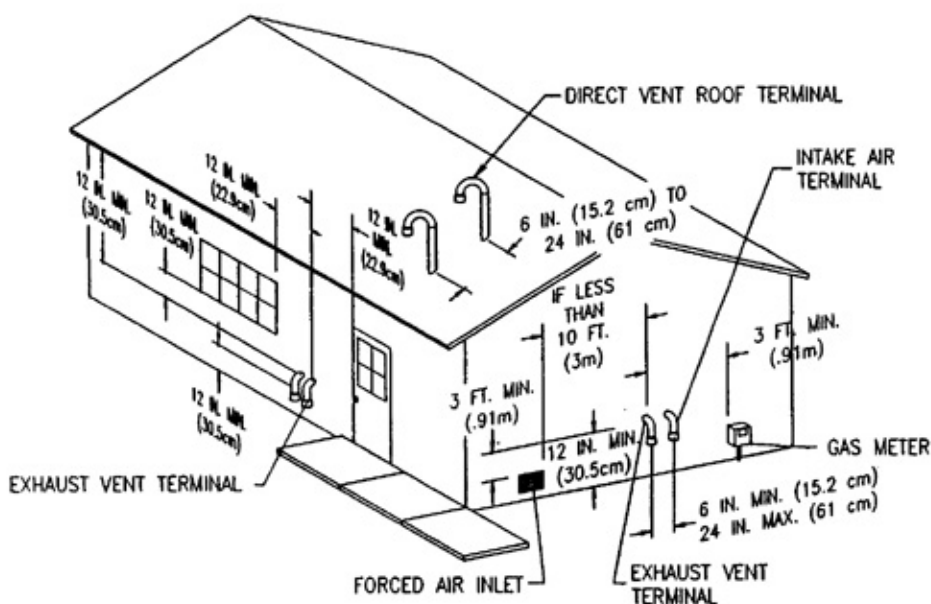 DIRECT VENT ROOF TERMINAL
INTAKE AIR
TERMINAL
12 IN. MIN.
(22.9cm)
12 IN. MIN.
(30.5cm)
12 IN. MIN.
(30.5cm)
12 IN.
MIN.
(22.9cm)
6 IN. (15.2 cm) TO
24 IN. (61 cm)
IF LESS
THAN
10 FT.
(3m)
3 FT. MIN.
(.91m)
3 FT. MIN.
(.91m)
12 IN. MIN.
(30.5cm)
12 IN. MIN.
(30.5cm)
GAS METER
EXHAUST VENT TERMINAL
6 IN. MIN. (15.2 cm)
24 IN. MAX. (61 cm)
FORCED AIR INLET
EXHAUST VENT
TERMINAL